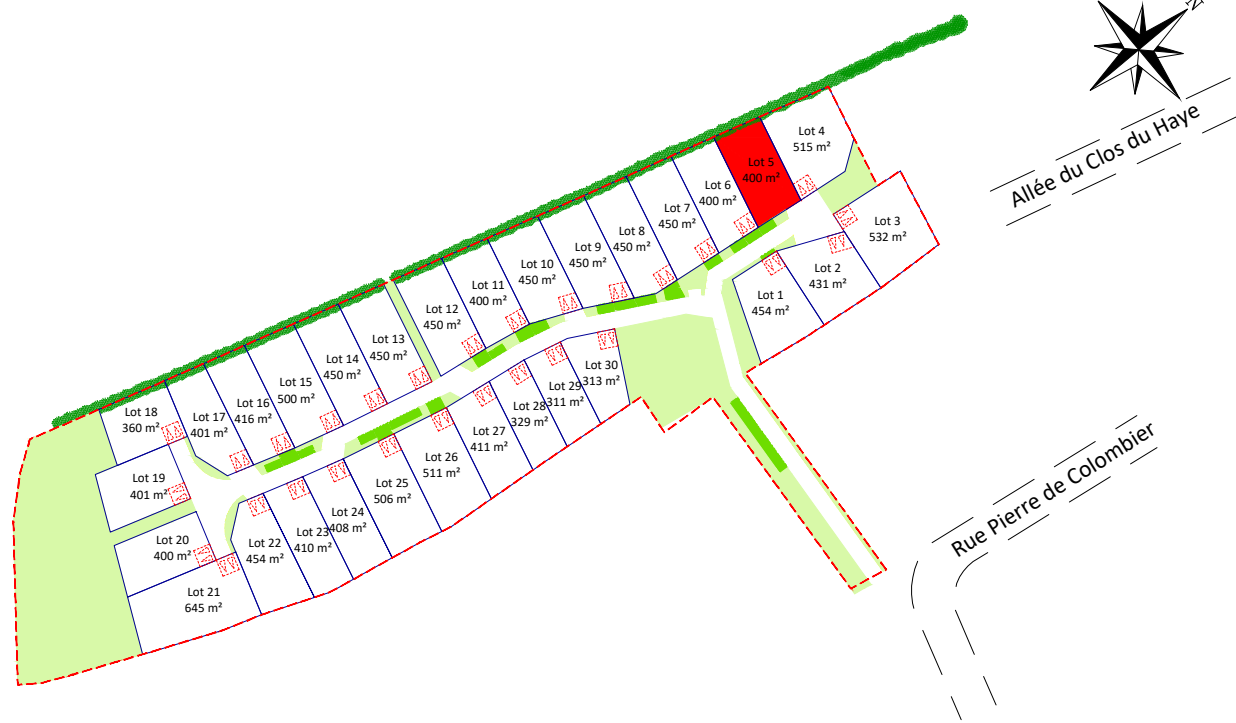 N
Allée du Clos du Haye
Lot 4
515 m²
Lot 5
400 m²
Lot 6
400 m²
Lot 3
532 m²
Lot 7
450 m²
Lot 8
450 m²
Lot 9
450 m²
Lot 10
450 m²
Lot 11
400 m²
Lot 12
450 m²
Lot 2
431 m²
Lot 1
454 m²
Lot 13
450 m²
Lot 14
450 m²
Lot 15
500 m²
Lot 16
416 m²
Lot 17
401 m²
Lot 18
360 m²
Lot 30
313 m²
Lot 29
311 m²
Lot 28
329 m²
Lot 27
411 m²
Lot 26
511 m²
Lot 25
506 m²
Lot 24
408 m²
Lot 23
410 m²
Lot 22
454 m²
Lot 19
401 m²
Lot 20
400 m²
Lot 21
645 m²
Rue Pierre de Colombier